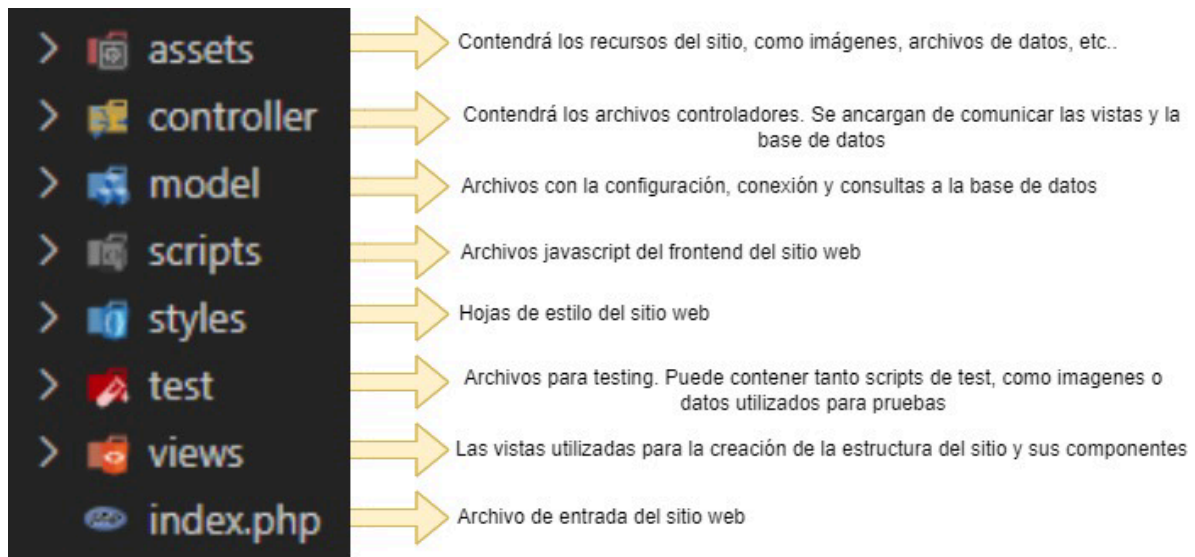 assets
Contendrá los recursos del sitio, como imágenes, archivos de datos, etc..
controller
Contendrá los archivos controladores. Se ancargan de comunicar las vistas y la
base de datos
model
Archivos con la configuración, conexión y consultas a la base de datos
scripts
Archivos javascript del frontend del sitio web
styles
Hojas de estilo del sitio web
test
Archivos para testing. Puede contener tanto scripts de test, como imagenes o
datos utilizados para pruebas
views
Las vistas utilizadas para la creación de la estructura del sitio y sus componentes
index.php
Archivo de entrada del sitio web